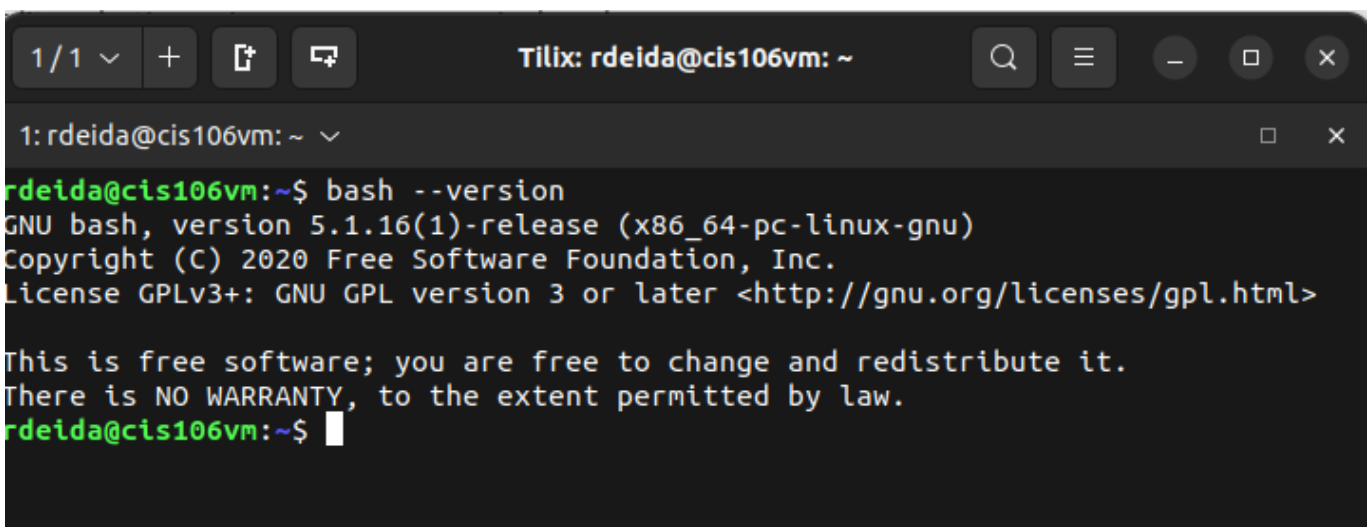 1 / 1
Tilix: rdeida@cis106vm: ~
1: rdeida@cis106vm: ~
rdeida@cis106vm:~$ bash --version
GNU bash, version 5.1.16(1)-release (x86_64-pc-linux-gnu)
Copyright (C) 2020 Free Software Foundation, Inc.
License GPLv3+: GNU GPL version 3 or later <http://gnu.org/licenses/gpl.html>

This is free software; you are free to change and redistribute it.
There is NO WARRANTY, to the extent permitted by law.
rdeida@cis106vm:~$